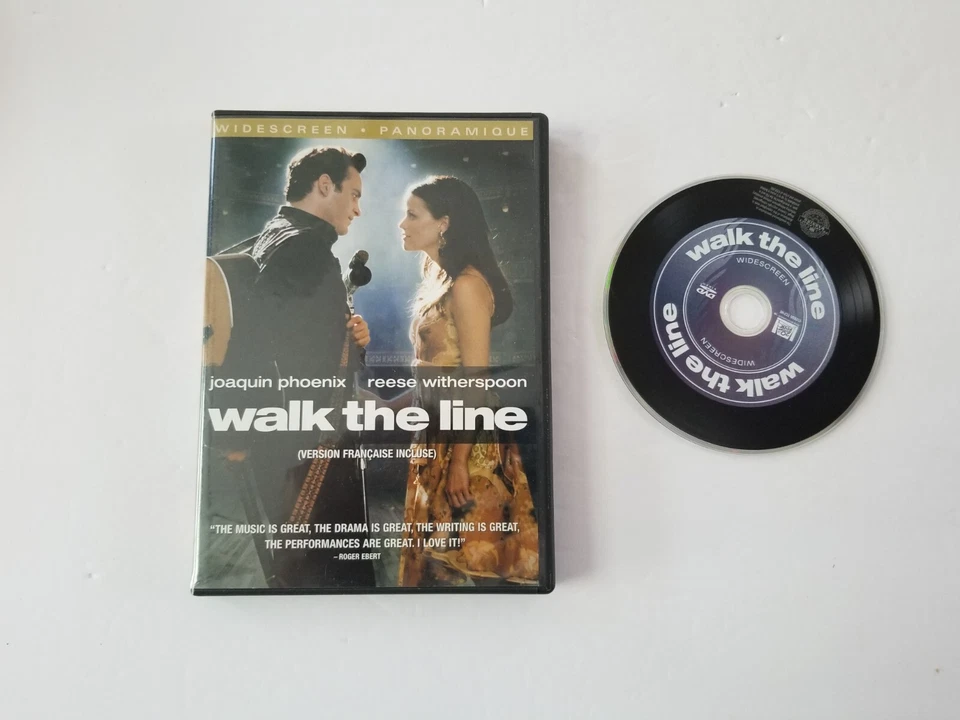 WIDESCREEN • PANORAMIQUE
joaquin phoenix reese witherspoon
walk the line
(VERSION FRANÇAISE INCLUSE)
“THE MUSIC IS GREAT, THE DRAMA IS GREAT, THE WRITING IS GREAT,
THE PERFORMANCES ARE GREAT. I LOVE IT!”
– ROGER EBERT
walk the line
WIDESCREEN
DVD
WIDESCREEN
walk the line